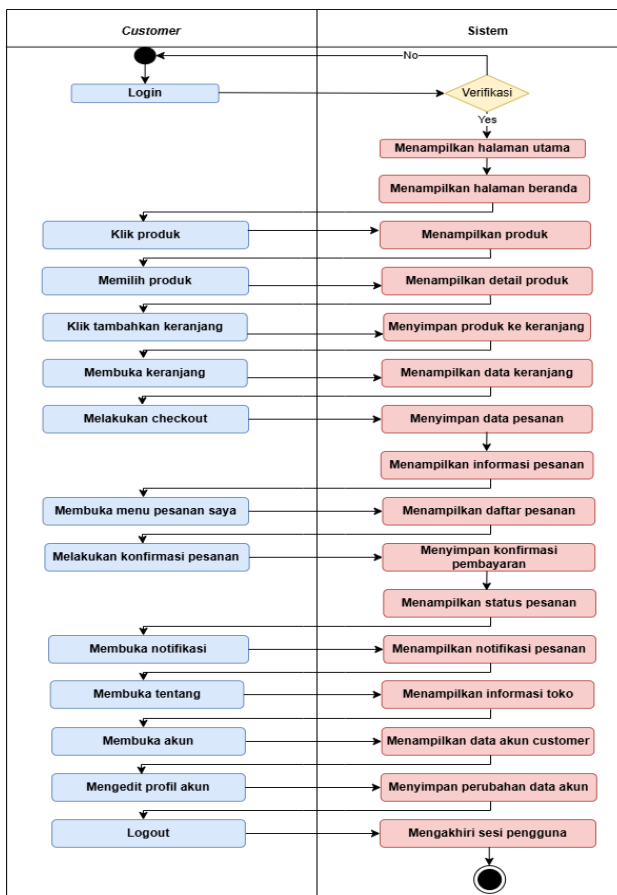 Customer
Sistem
No
Login
Verifikasi
Yes
Menampilkan halaman utama
Menampilkan halaman beranda
Klik produk
Menampilkan produk
Memilih produk
Menampilkan detail produk
Klik tambahkan keranjang
Menyimpan produk ke keranjang
Membuka keranjang
Menampilkan data keranjang
Melakukan checkout
Menyimpan data pesanan
Menampilkan informasi pesanan
Membuka menu pesanan saya
Menampilkan daftar pesanan
Melakukan konfirmasi pesanan
Menyimpan konfirmasi
pembayaran
Menampilkan status pesanan
Membuka notifikasi
Menampilkan notifikasi pesanan
Membuka tentang
Menampilkan informasi toko
Membuka akun
Menampilkan data akun customer
Mengedit profil akun
Menyimpan perubahan data akun
Logout
Mengakhiri sesi pengguna